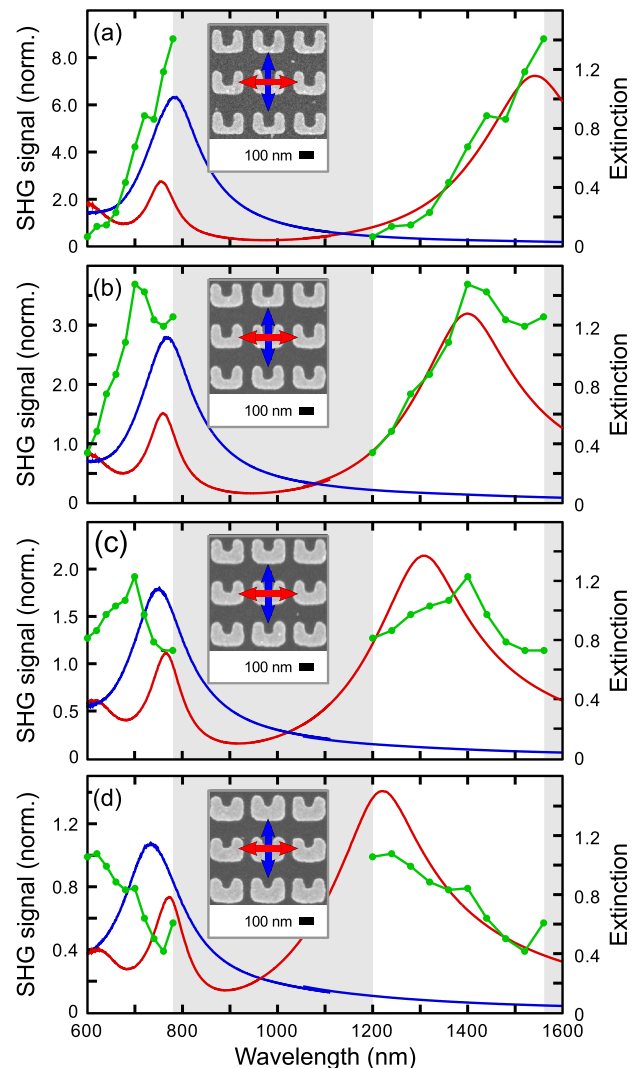 (a)
SHG signal (norm.)
8.0
6.0
4.0
2.0
0
100 nm
1.2
0.8
0.4
0
Extinction
(b)
SHG signal (norm.)
3.0
2.0
1.0
0
100 nm
1.2
0.8
0.4
0
Extinction
(c)
SHG signal (norm.)
2.0
1.5
1.0
0.5
0
100 nm
1.2
0.8
0.4
0
Extinction
(d)
SHG signal (norm.)
1.2
0.8
0.4
0
100 nm
1.2
0.8
0.4
0
Extinction
600 800 1000 1200 1400 1600
Wavelength (nm)